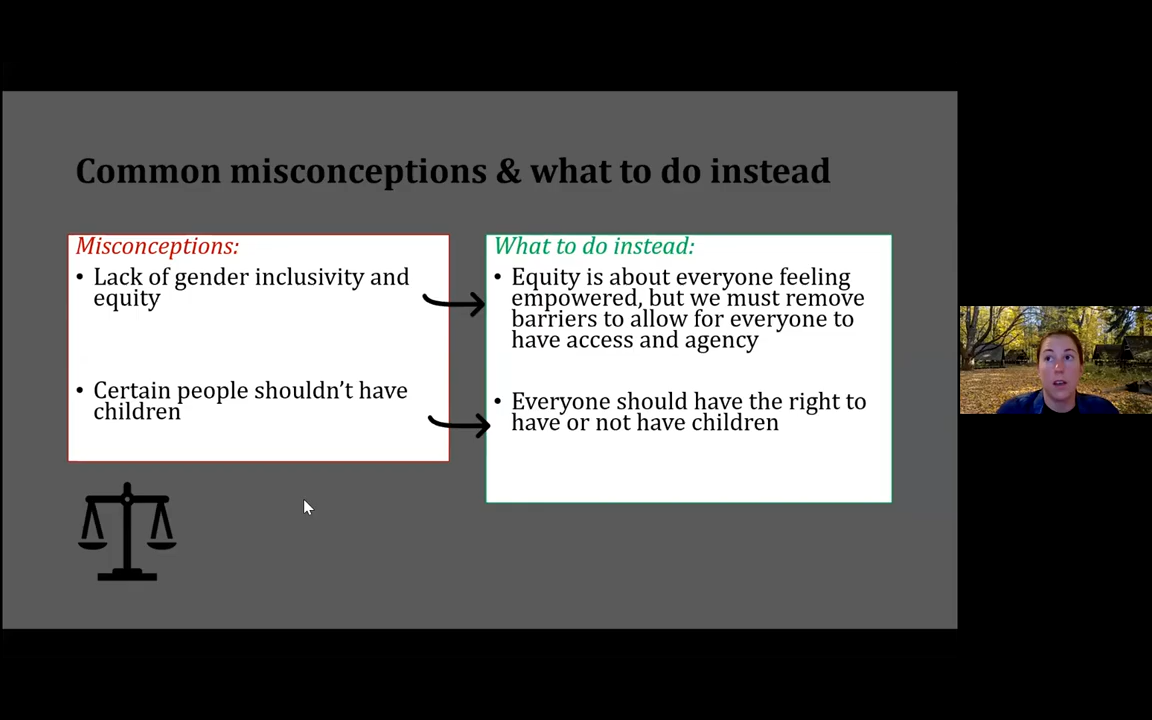 Common misconceptions & what to do instead
Misconceptions:
• Lack of gender inclusivity and
equity
• Certain people shouldn’t have
children
What to do instead:
• Equity is about everyone feeling
empowered, but we must remove
barriers to allow for everyone to
have access and agency
• Everyone should have the right to
have or not have children